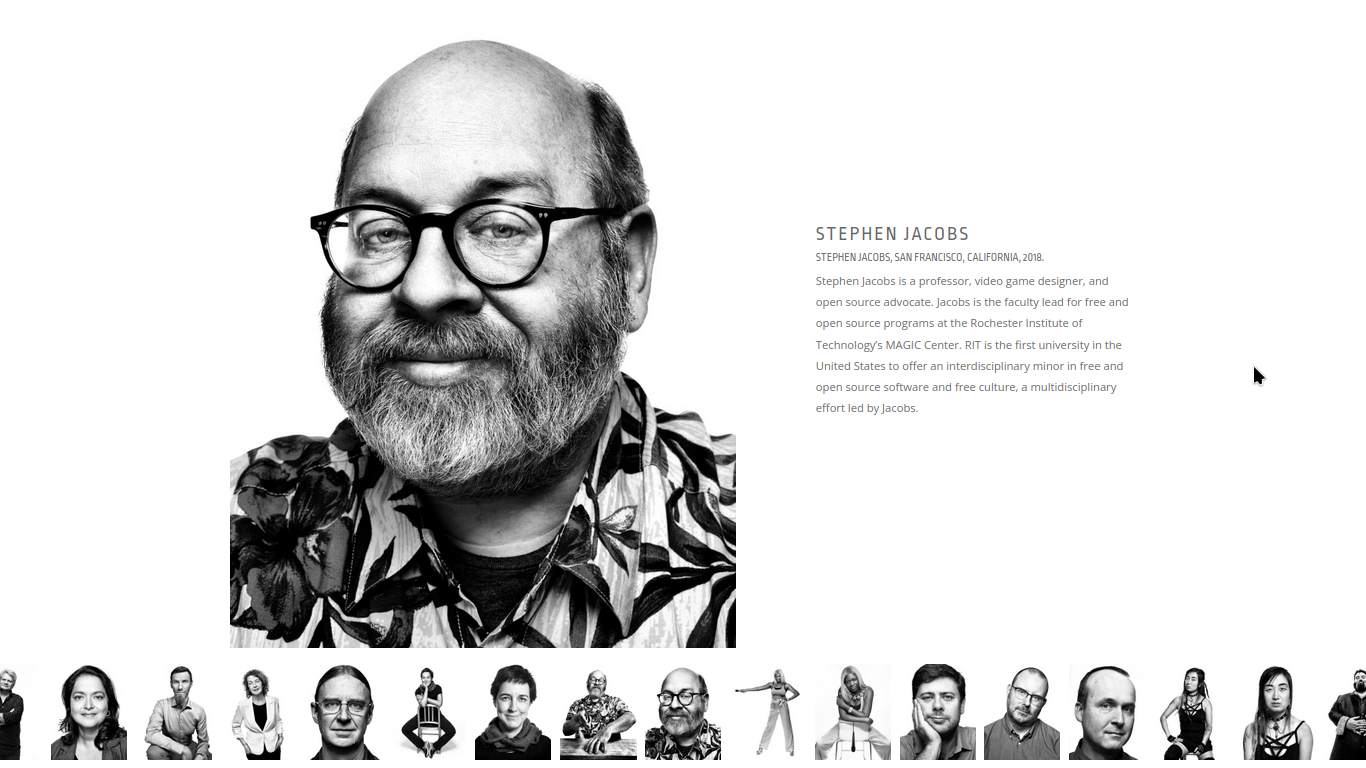 STEPHEN JACOBS
STEPHEN JACOBS, SAN FRANCISCO, CALIFORNIA, 2018.
Stephen Jacobs is a professor, video game designer, and
open source advocate. Jacobs is the faculty lead for free and
open source programs at the Rochester Institute of
Technology’s MAGIC Center. RIT is the first university in the
United States to offer an interdisciplinary minor in free and
open source software and free culture, a multidisciplinary
effort led by Jacobs.